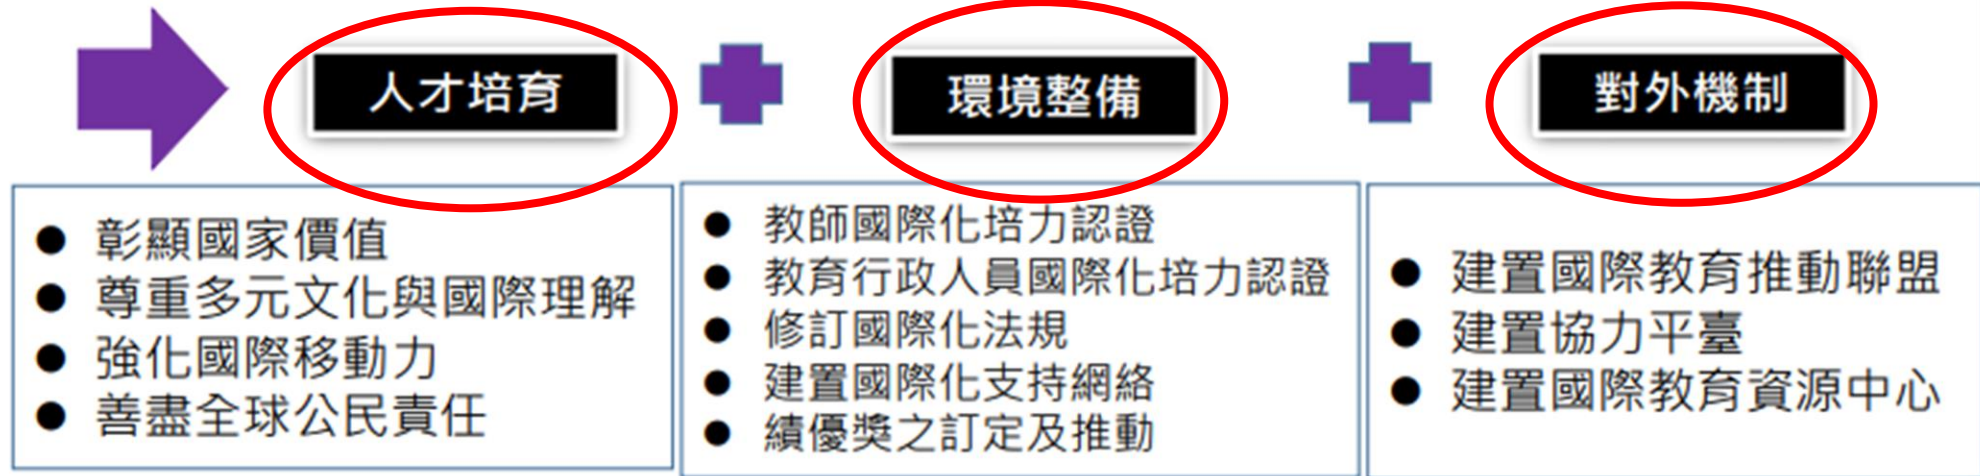 人才培育
環境整備
對外機制
● 彰顯國家價值
● 尊重多元文化與國際理解
● 強化國際移動力
● 善盡全球公民責任
● 教師國際化培力認證
● 教育行政人員國際化培力認證
● 修訂國際化法規
● 建置國際化支持網絡
● 績優獎之訂定及推動
● 建置國際教育推動聯盟
● 建置協力平臺
● 建置國際教育資源中心